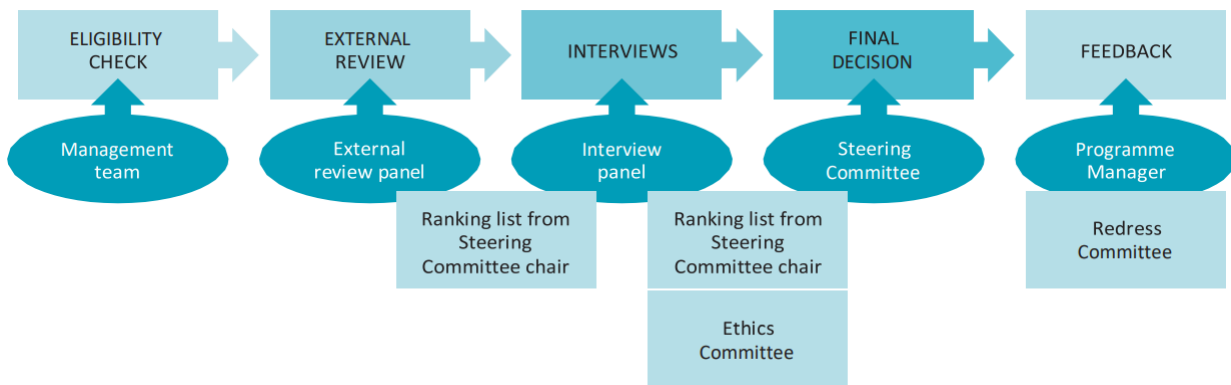 ELIGIBILITY
CHECK
EXTERNAL
REVIEW
INTERVIEWS
FINAL
DECISION
FEEDBACK
Management
team
External
review panel
Interview
panel
Steering
Committee
Programme
Manager
Ranking list from
Steering
Committee chair
Ranking list from
Steering
Committee chair
Redress
Committee
Ethics
Committee